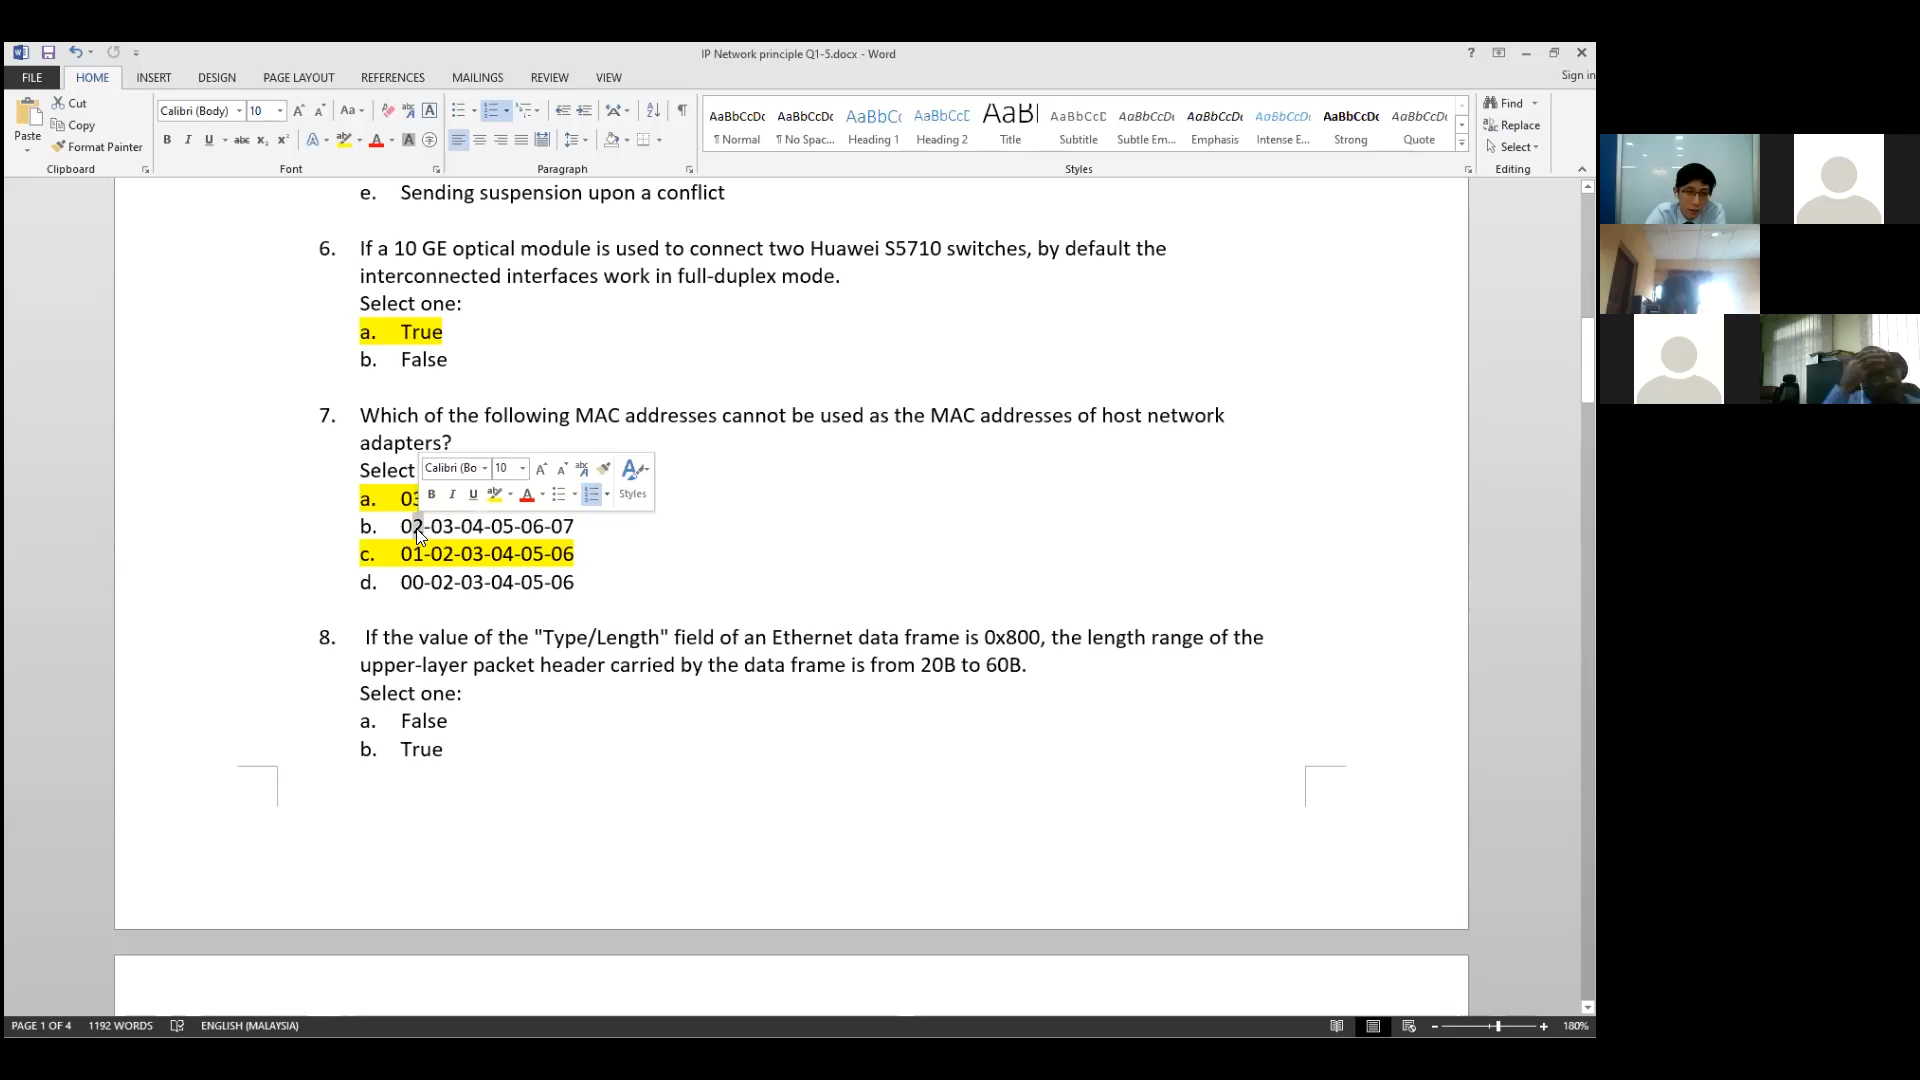 IP Network principle Q1-5.docx - Word
Sign in
FILE HOME INSERT DESIGN PAGE LAYOUT REFERENCES MAILINGS REVIEW VIEW
Cut
Copy
Format Painter
Paste
Clipboard
Calibri (Body) 10
Font
Paragraph
AaBbCcDc AaBbCcDc AaBbCc AaBbCcD AaBl AaBbCcD AaBbCcDc AaBbCcDc AaBbCcDc AaBbCcDc AaBbCcDc
¶ Normal ¶ No Spac... Heading 1 Heading 2 Title Subtitle Subtle Em... Emphasis Intense E... Strong Quote
Styles
Find
Replace
Select
Editing
e. Sending suspension upon a conflict
6. If a 10 GE optical module is used to connect two Huawei S5710 switches, by default the
interconnected interfaces work in full-duplex mode.
Select one:
a. True
b. False
7. Which of the following MAC addresses cannot be used as the MAC addresses of host network
adapters?
Select
Calibri (Bo 10
B I U Styles
a. 03
b. 02-03-04-05-06-07
c. 01-02-03-04-05-06
d. 00-02-03-04-05-06
8. If the value of the "Type/Length" field of an Ethernet data frame is 0x800, the length range of the
upper-layer packet header carried by the data frame is from 20B to 60B.
Select one:
a. False
b. True
PAGE 1 OF 4 1192 WORDS ENGLISH (MALAYSIA) 180%